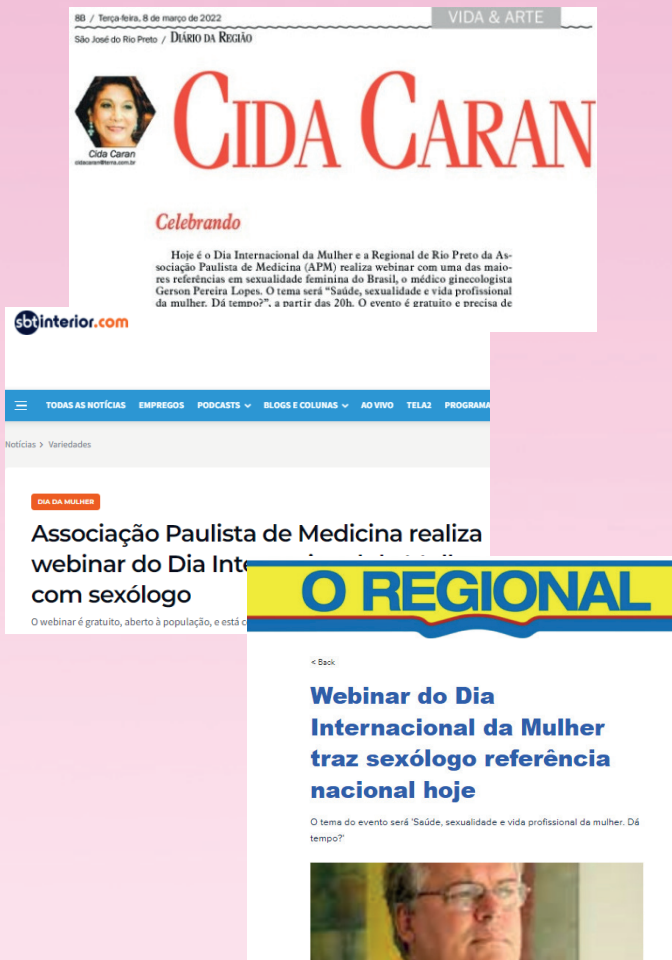 8B / Terça-feira, 8 de março de 2022
VIDA & ARTE
São José do Rio Preto / DIÁRIO DA REGIÃO
CIDA CARAN
Cida Caran
cidacaran@terra.com.br
Celebrando
Hoje é o Dia Internacional da Mulher e a Regional de Rio Preto da As-
sociação Paulista de Medicina (APM) realiza webinar com uma das maio-
res referências em sexualidade feminina do Brasil, o médico ginecologista
Gerson Pereira Lopes. O tema será “Saúde, sexualidade e vida profissional
da mulher. Dá tempo?”, a partir das 20h. O evento é gratuito e precisa de
sbtinterior.com
TODAS AS NOTÍCIAS EMPREGOS PODCASTS BLOGS E COLUNAS AO VIVO TELA2 PROGRAMA
Notícias > Variedades
DIA DA MULHER
Associação Paulista de Medicina realiza
webinar do Dia Inte
com sexólogo
O webinar é gratuito, aberto à população, e está c
O REGIONAL
< Back
Webinar do Dia
Internacional da Mulher
traz sexólogo referência
nacional hoje
O tema do evento será 'Saúde, sexualidade e vida profissional da mulher. Dá
tempo?'